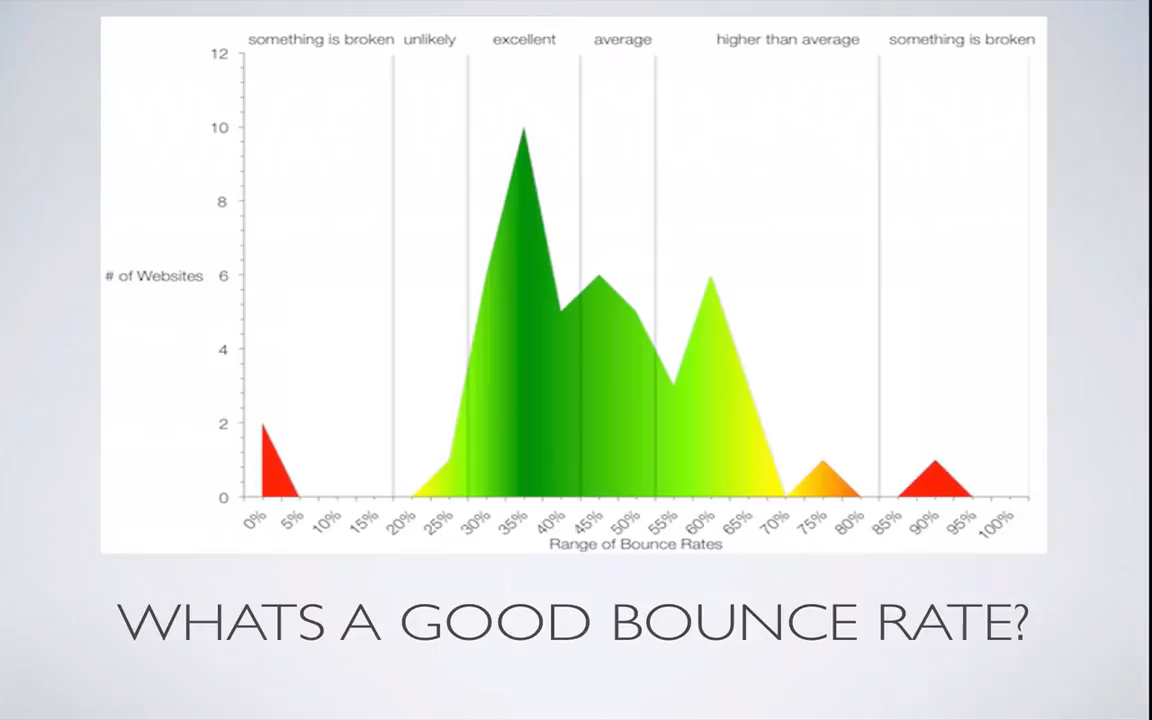 something is broken unlikely excellent average higher than average something is broken
12
10
8
# of Websites 6
4
2
0
0% 5% 10% 15% 20% 25% 30% 35% 40% 45% 50% 55% 60% 65% 70% 75% 80% 85% 90% 95% 100%
Range of Bounce Rates
WHATS A GOOD BOUNCE RATE?